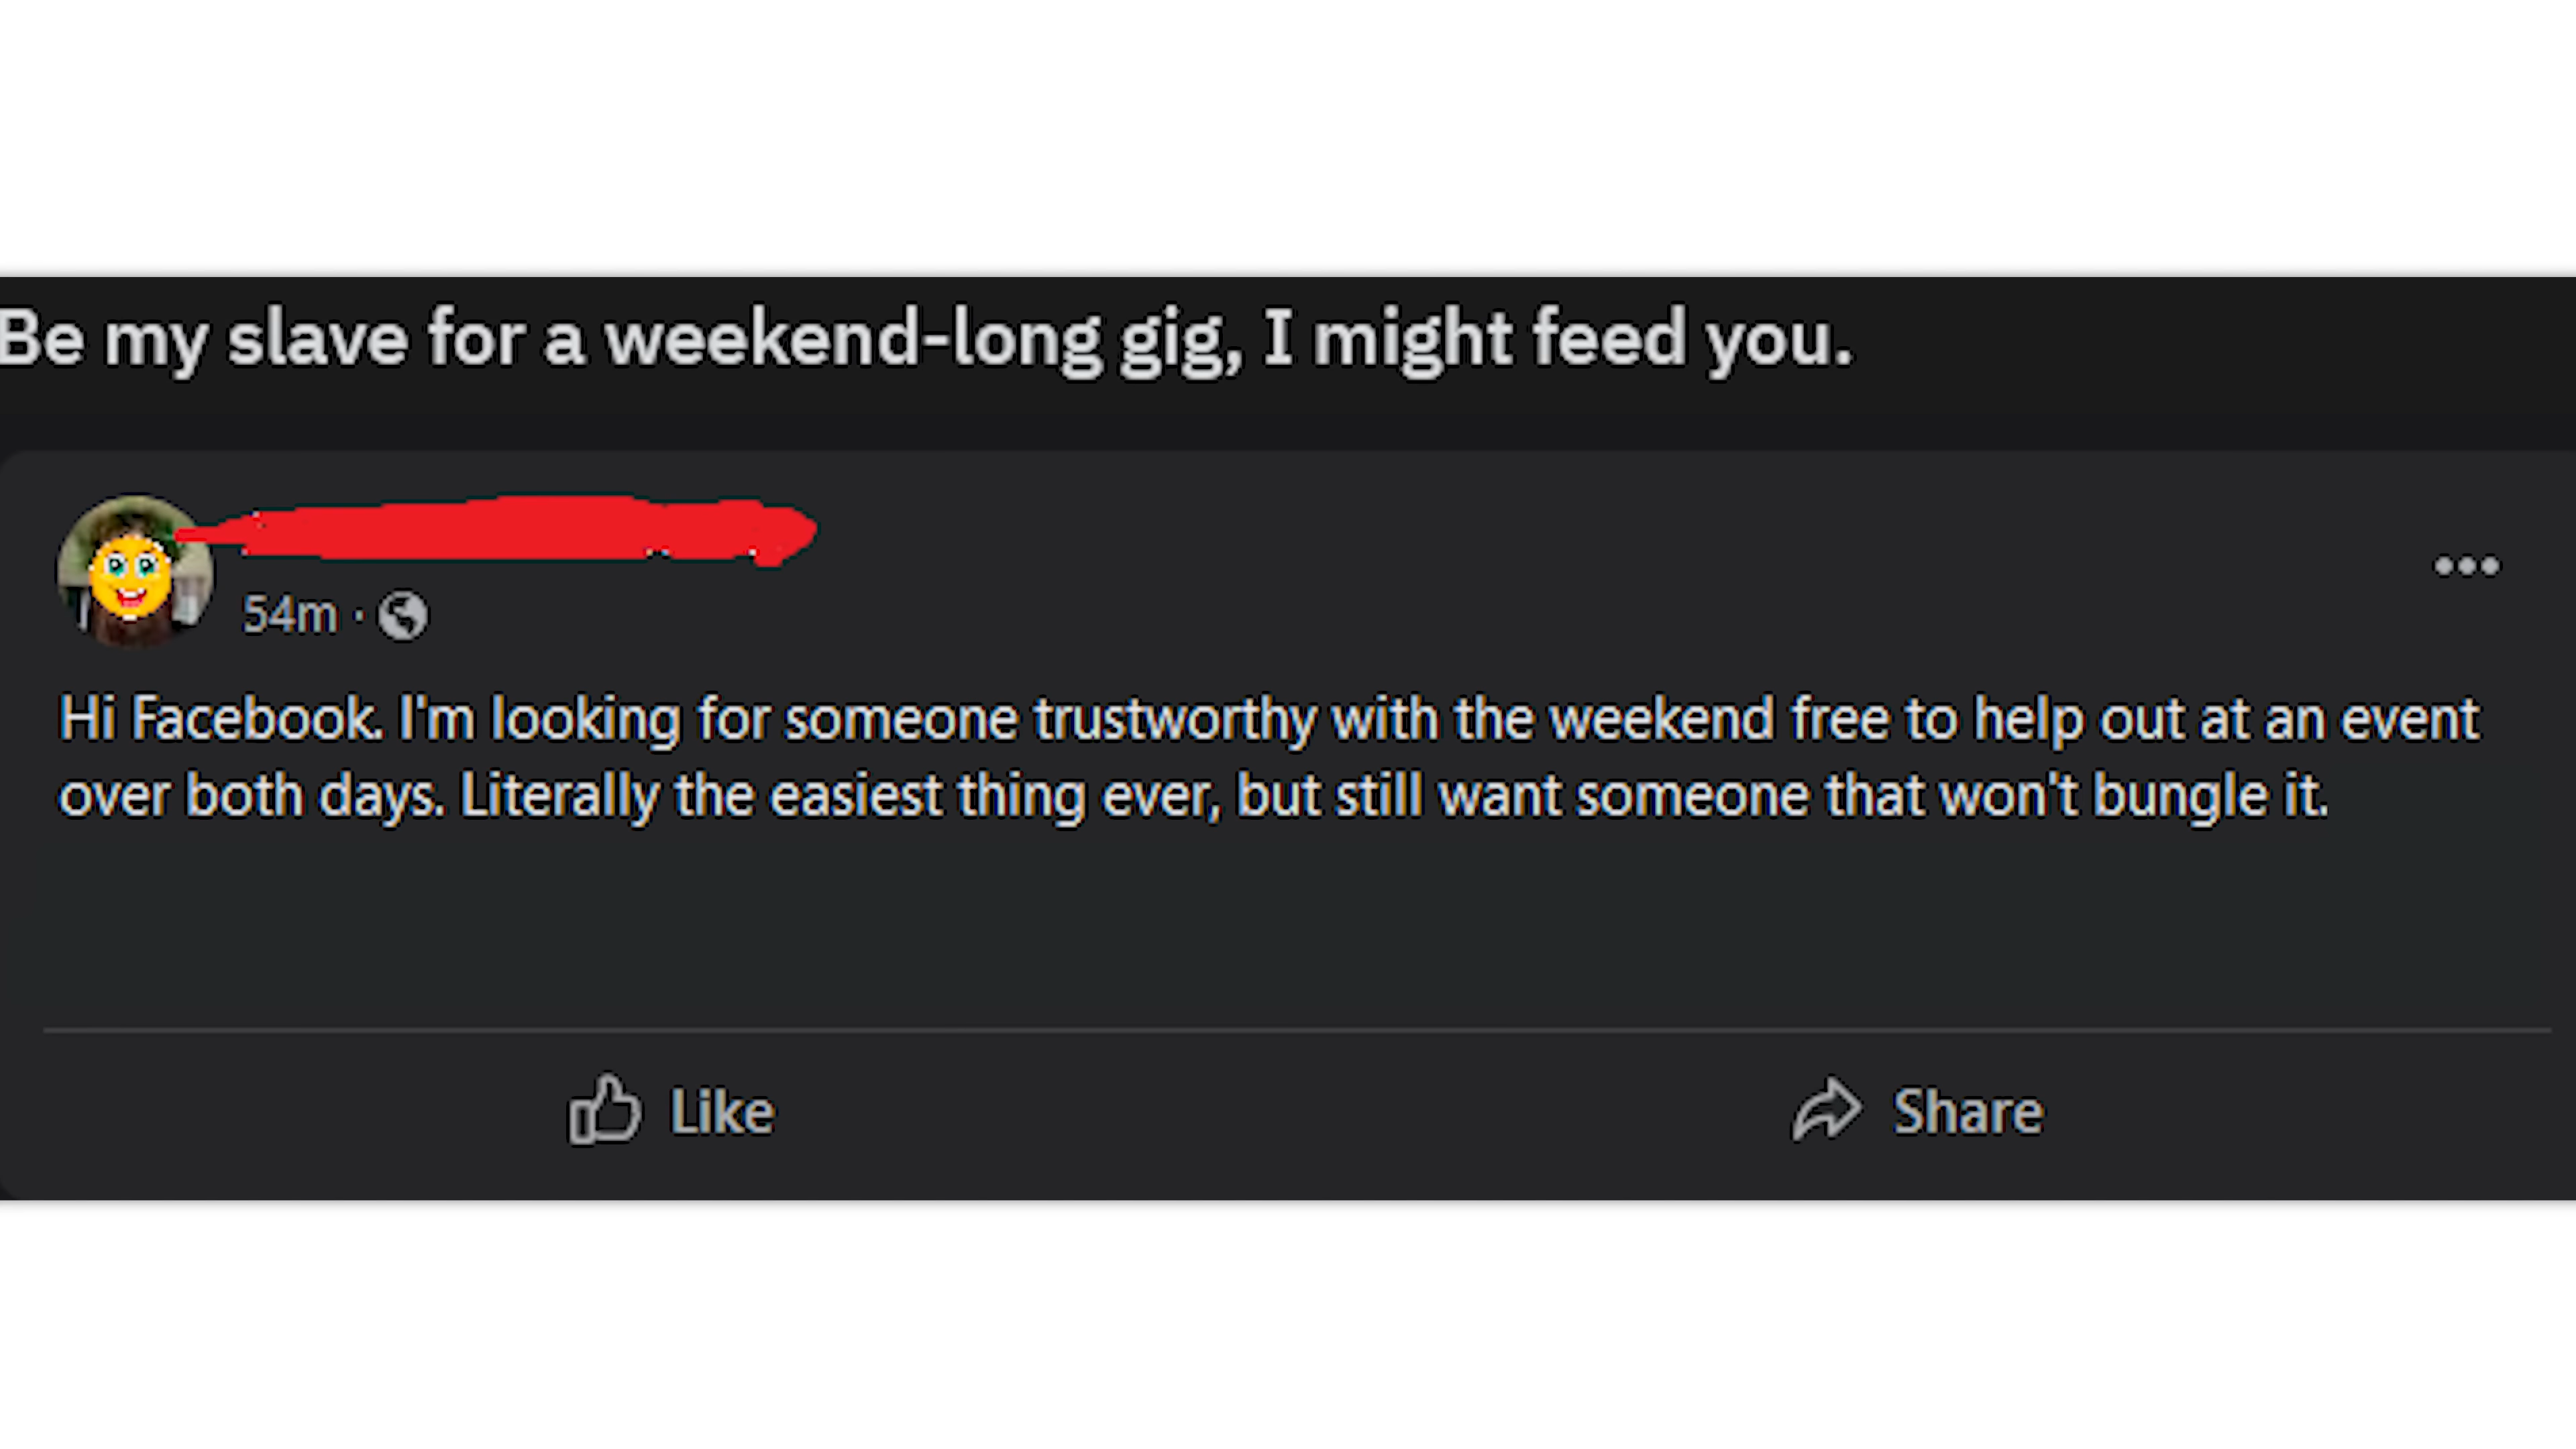 Be my slave for a weekend-long gig, I might feed you.
54m ·
Hi Facebook. I'm looking for someone trustworthy with the weekend free to help out at an event
over both days. Literally the easiest thing ever, but still want someone that won't bungle it.
Like
Share